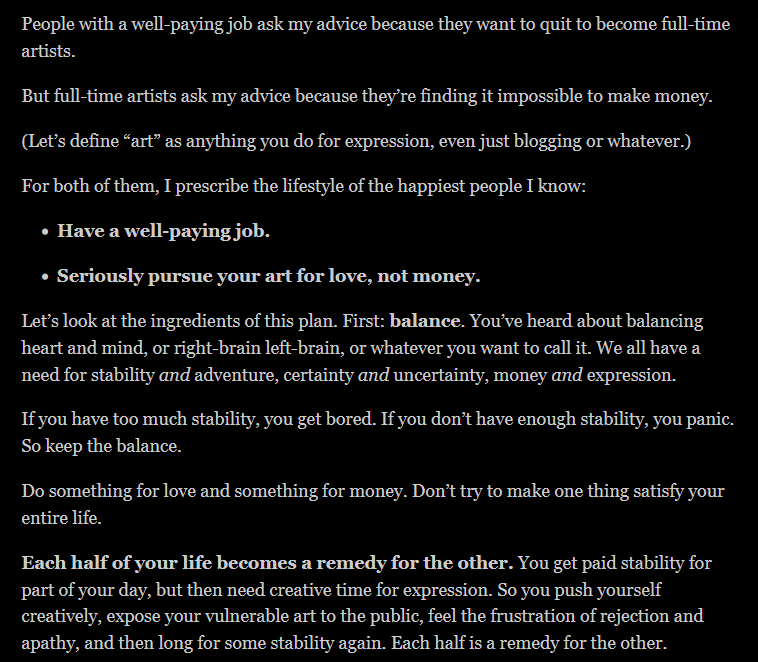 People with a well-paying job ask my advice because they want to quit to become full-time
artists.
But full-time artists ask my advice because they’re finding it impossible to make money.
(Let’s define “art” as anything you do for expression, even just blogging or whatever.)
For both of them, I prescribe the lifestyle of the happiest people I know:
• Have a well-paying job.
• Seriously pursue your art for love, not money.
Let’s look at the ingredients of this plan. First: balance. You’ve heard about balancing
heart and mind, or right-brain left-brain, or whatever you want to call it. We all have a
need for stability and adventure, certainty and uncertainty, money and expression.
If you have too much stability, you get bored. If you don’t have enough stability, you panic.
So keep the balance.
Do something for love and something for money. Don’t try to make one thing satisfy your
entire life.
Each half of your life becomes a remedy for the other. You get paid stability for
part of your day, but then need creative time for expression. So you push yourself
creatively, expose your vulnerable art to the public, feel the frustration of rejection and
apathy, and then long for some stability again. Each half is a remedy for the other.